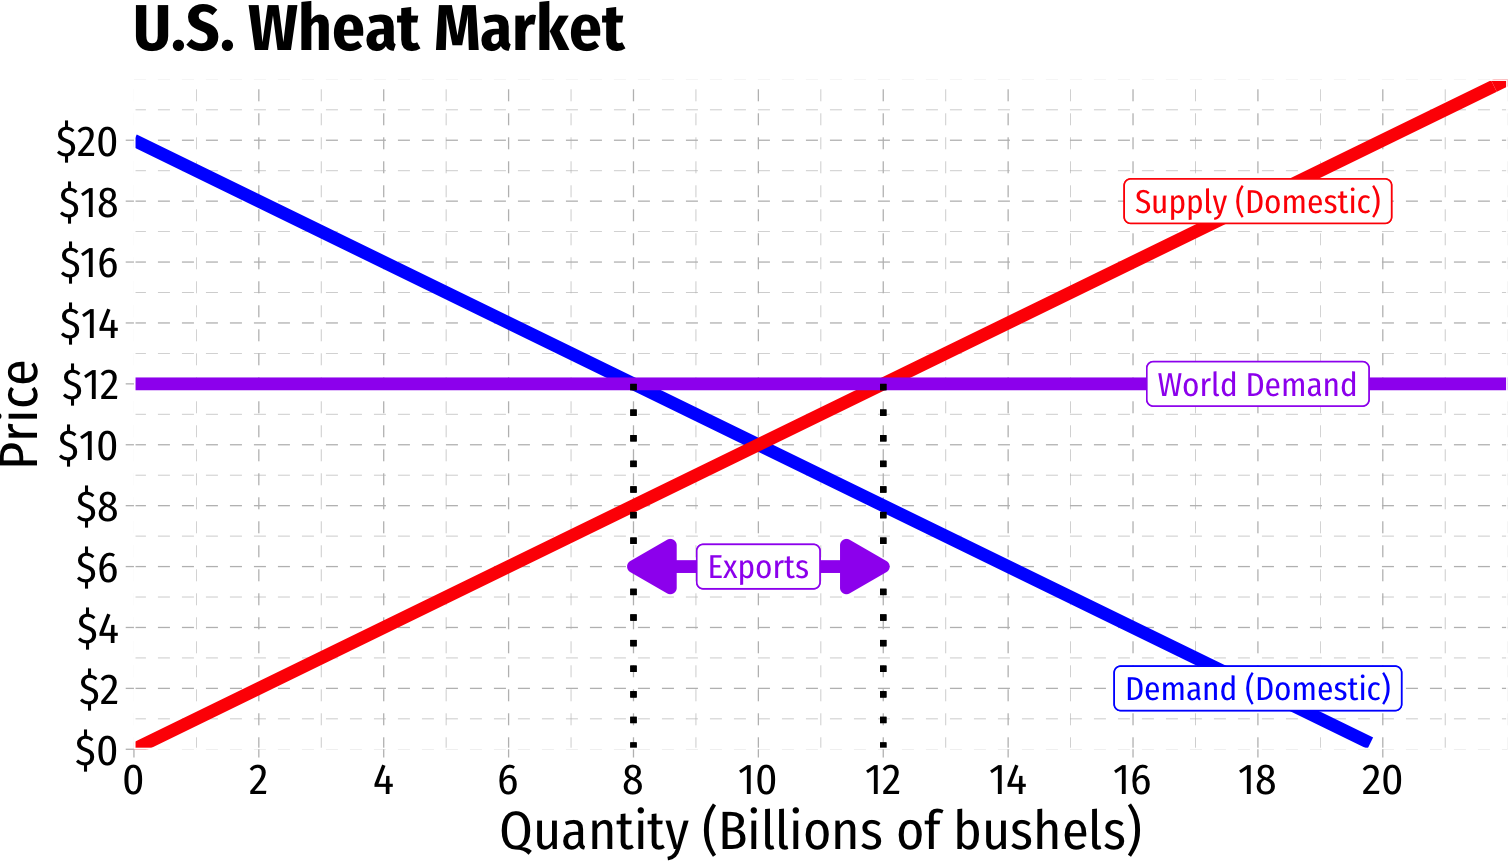 U.S. Wheat Market
$20
$18
$16
$14
$12
$10
$8
$6
$4
$2
$0
Price
Supply (Domestic)
World Demand
Exports
Demand (Domestic)
0 2 4 6 8 10 12 14 16 18 20
Quantity (Billions of bushels)